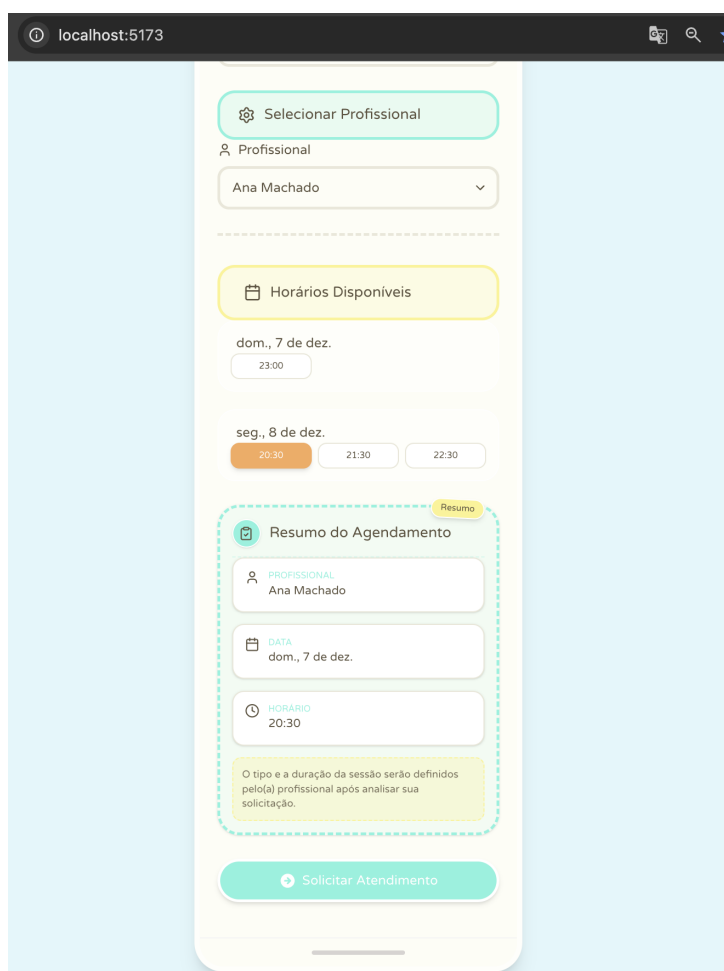 localhost:5173
Selecionar Profissional
Profissional
Ana Machado
Horários Disponíveis
dom., 7 de dez.
23:00
seg., 8 de dez.
20:30 21:30 22:30
Resumo
Resumo do Agendamento
PROFISSIONAL
Ana Machado
DATA
dom., 7 de dez.
HORÁRIO
20:30
O tipo e a duração da sessão serão definidos
pelo(a) profissional após analisar sua
solicitação.
Solicitar Atendimento